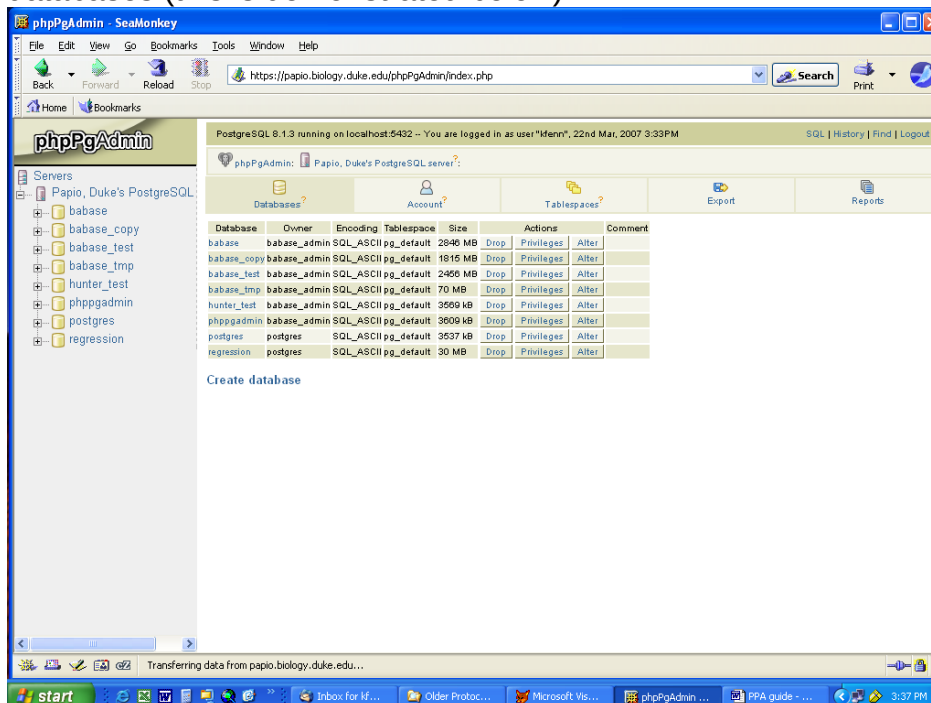 databases (this is demonstrated below)
phpPgAdmin - SeaMonkey
File Edit View Go Bookmarks Tools Window Help
Back Forward Reload Stop https://papio.biology.duke.edu/phpPgAdmin/index.php Search Print
Home Bookmarks
phpPgAdmin
Servers
Papio, Duke's PostgreSQL
babase
babase_copy
babase_test
babase_tmp
hunter_test
phppgadmin
postgres
regression
PostgreSQL 8.1.3 running on localhost:5432 -- You are logged in as user "kfenn", 22nd Mar, 2007 3:33PM SQL | History | Find | Logout
phpPgAdmin: Papio, Duke's PostgreSQL server?:
Databases? Account? Tablespaces? Export Reports
Database Owner Encoding Tablespace Size Actions Comment
babase babase_admin SQL_ASCII pg_default 2846 MB Drop Privileges Alter
babase_copy babase_admin SQL_ASCII pg_default 1815 MB Drop Privileges Alter
babase_test babase_admin SQL_ASCII pg_default 2456 MB Drop Privileges Alter
babase_tmp babase_admin SQL_ASCII pg_default 70 MB Drop Privileges Alter
hunter_test babase_admin SQL_ASCII pg_default 3569 kB Drop Privileges Alter
phppgadmin babase_admin SQL_ASCII pg_default 3609 kB Drop Privileges Alter
postgres postgres SQL_ASCII pg_default 3537 kB Drop Privileges Alter
regression postgres SQL_ASCII pg_default 30 MB Drop Privileges Alter
Create database
Transferring data from papio.biology.duke.edu...
start Inbox for kf... Older Protoc... Microsoft Vis... phpPgAdmin ... PPA guide - ... 3:37 PM